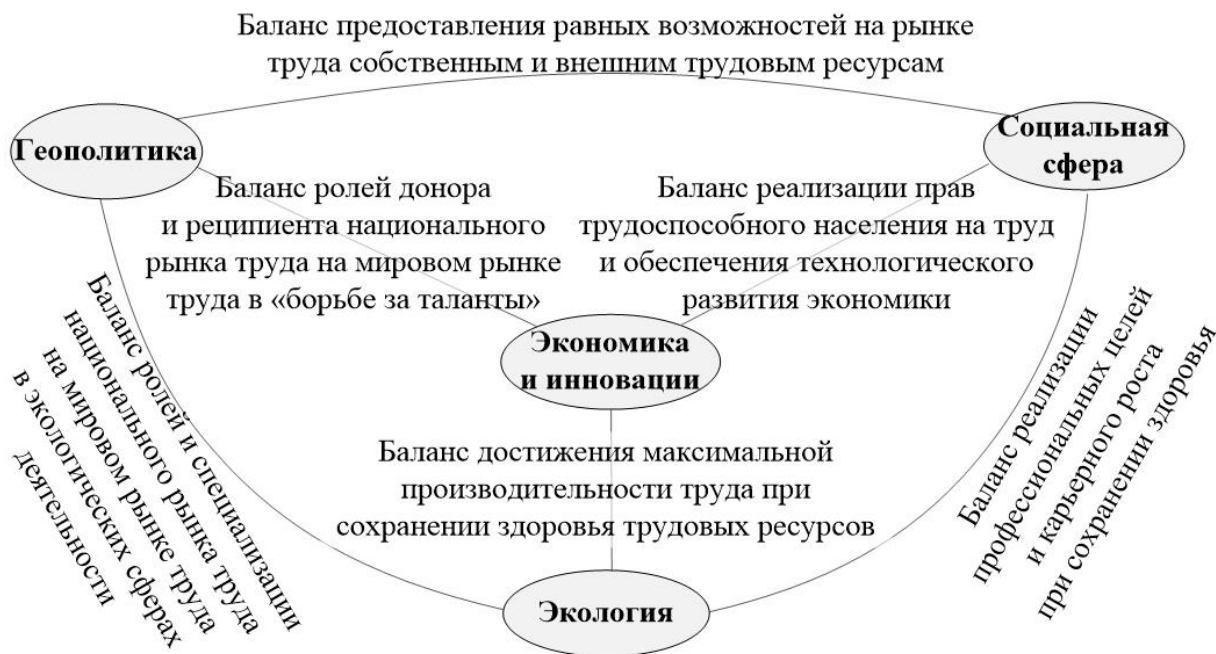 Баланс предоставления равных возможностей на рынке
труда собственным и внешним трудовым ресурсам
Геополитика
Социальная
сфера
Баланс ролей донора
и реципиента национального
рынка труда на мировом рынке
труда в «борьбе за таланты»
Баланс реализации прав
трудоспособного населения на труд
и обеспечения технологического
развития экономики
Экономика
и инновации
Баланс ролей и специализации
национального рынка труда
на мировом рынке труда
в экологических сферах
деятельности
Баланс достижения максимальной
производительности труда при
сохранении здоровья трудовых ресурсов
Баланс реализации
профессиональных целей
и карьерного роста
при сохранении здоровья
Экология